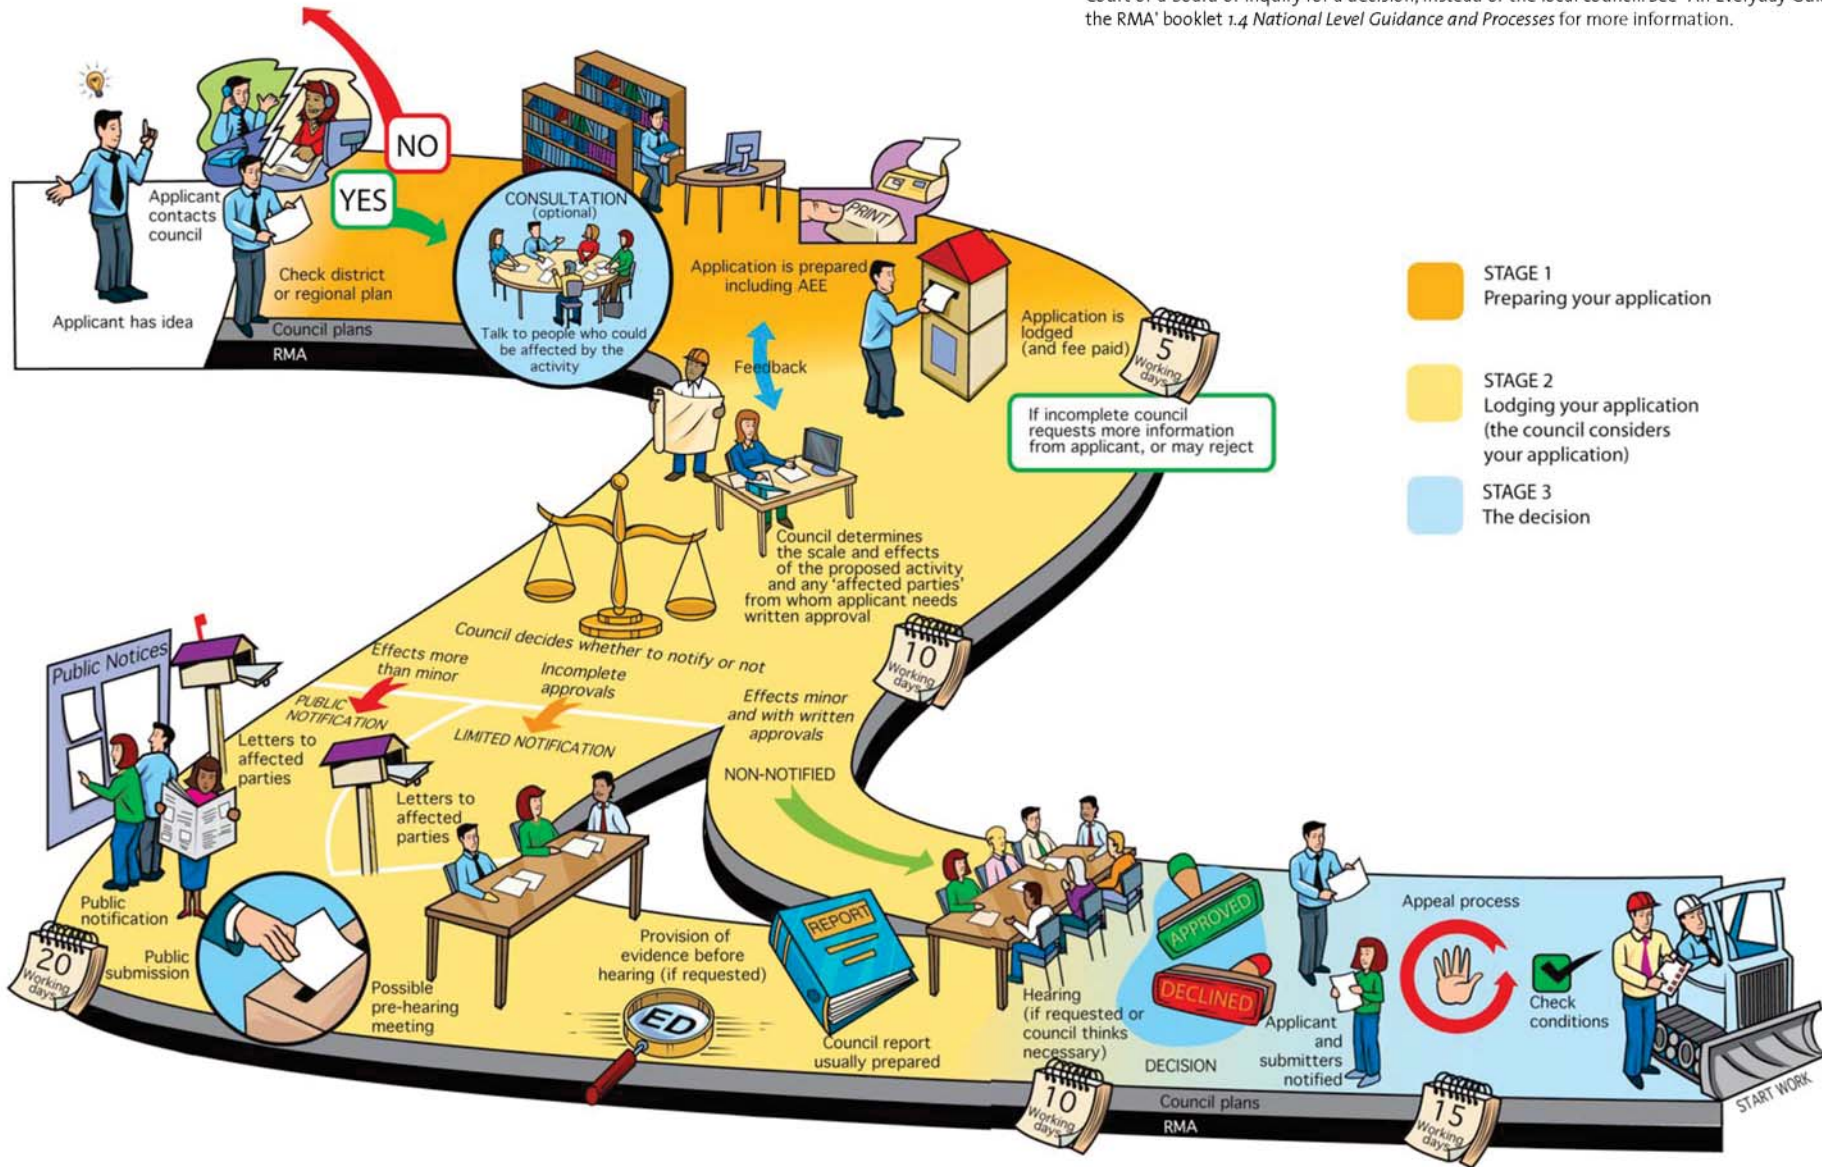 the RMA' booklet 1.4 National Level Guidance and Processes for more information.
NO
YES
Applicant
contacts
council
Applicant has idea
Check district
or regional plan
Council plans
RMA
CONSULTATION
(optional)
Talk to people who could
be affected by the
activity
Application is prepared
including AEE
PRINT
Feedback
Application is
lodged
(and fee paid)
5
Working
days
If incomplete council
requests more information
from applicant, or may reject
STAGE 1
Preparing your application
STAGE 2
Lodging your application
(the council considers
your application)
STAGE 3
The decision
Council determines
the scale and effects
of the proposed activity
and any 'affected parties'
from whom applicant needs
written approval
10
Working
days
Council decides whether to notify or not
Effects more
than minor
PUBLIC
NOTIFICATION
Incomplete
approvals
LIMITED NOTIFICATION
Effects minor
and with written
approvals
NON-NOTIFIED
Public Notices
Letters to
affected
parties
Letters to
affected
parties
Public
notification
20
Working
days
Public
submission
Possible
pre-hearing
meeting
Provision of
evidence before
hearing (if requested)
ED
REPORT
Council report
usually prepared
Hearing
(if requested or
council thinks
necessary)
10
Working
days
APPROVED
DECLINED
DECISION
Applicant
and
submitters
notified
Council plans
RMA
Appeal process
15
Working
days
Check
conditions
START WORK